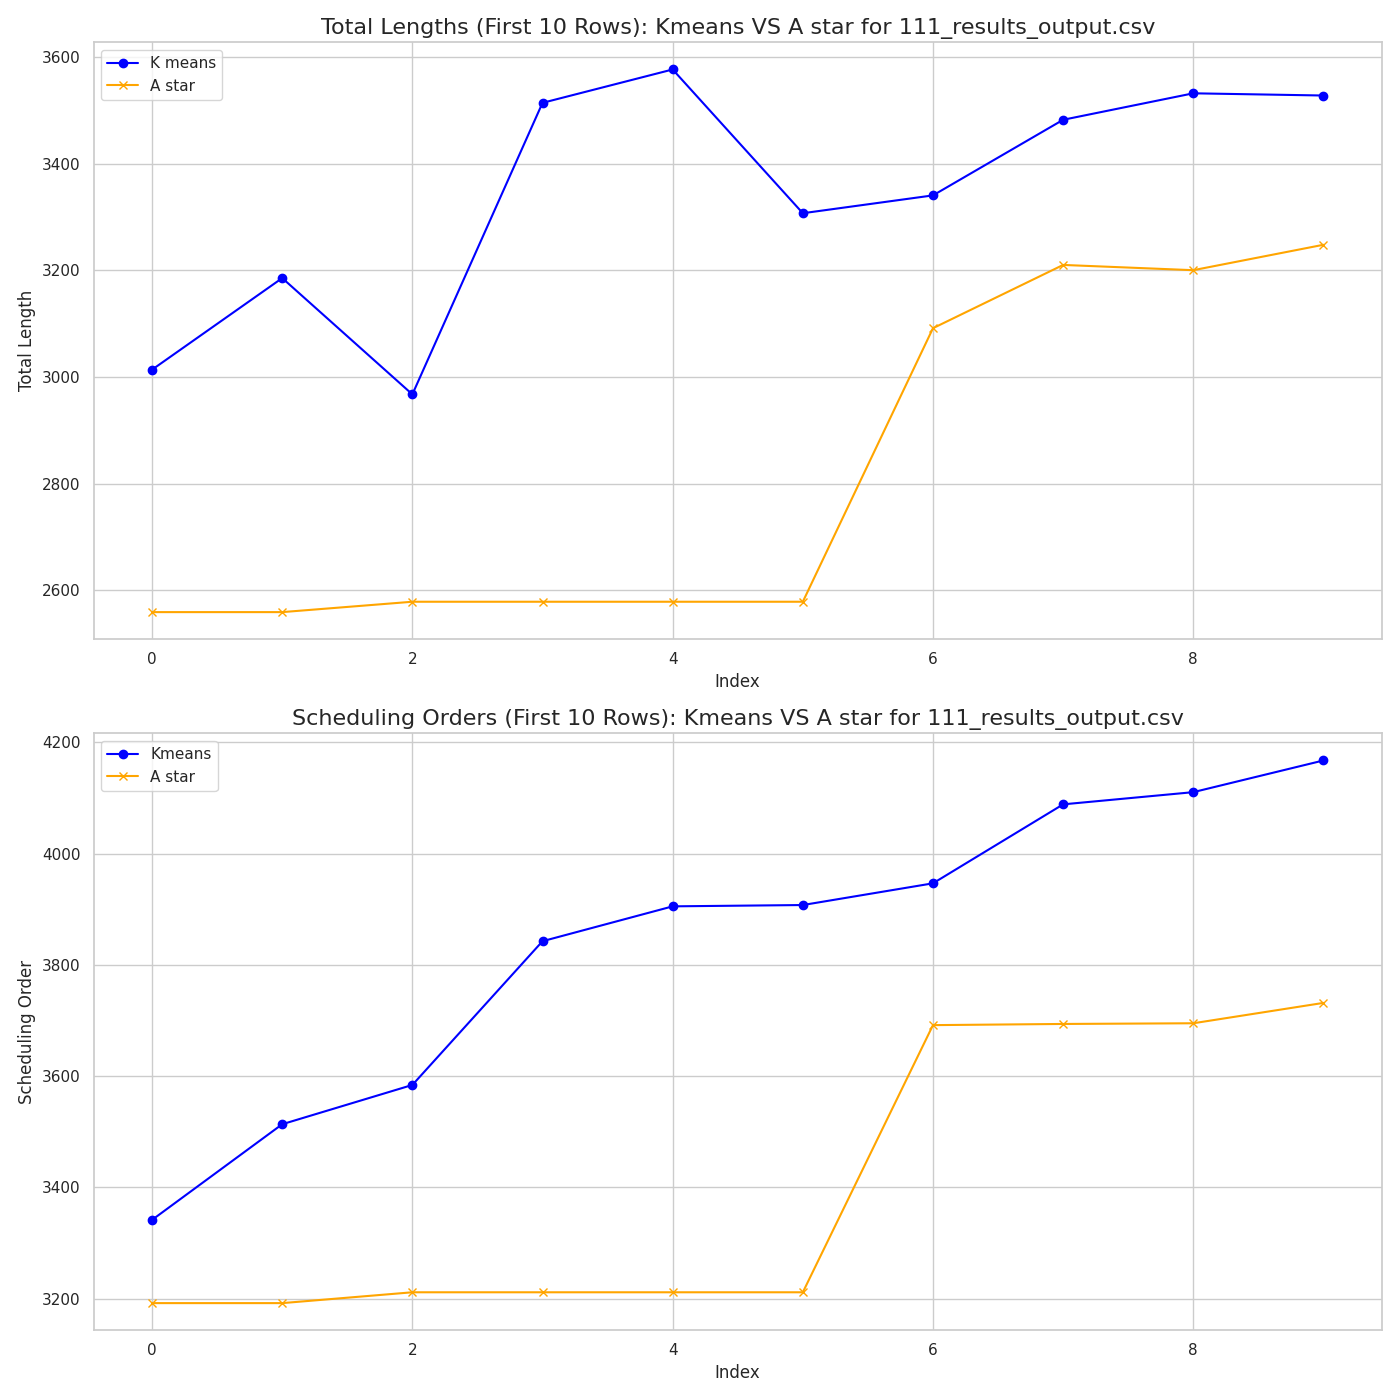 Total Lengths (First 10 Rows): Kmeans VS A star for 111_results_output.csv
K means
A star
3600
3400
3200
3000
2800
2600
Total Length
0 2 4 6 8
Index
Scheduling Orders (First 10 Rows): Kmeans VS A star for 111_results_output.csv
Kmeans
A star
4200
4000
3800
3600
3400
3200
Scheduling Order
0 2 4 6 8
Index